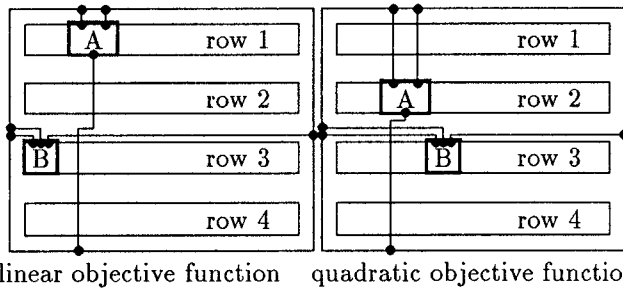 A
row 1
row 2
B
row 3
row 4
linear objective function
row 1
A
row 2
B
row 3
row 4
quadratic objective functio